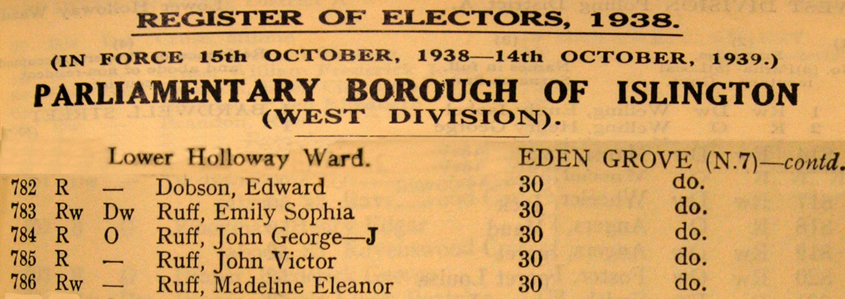 REGISTER OF ELECTORS, 1938.
(IN FORCE 15th OCTOBER, 1938—14th OCTOBER, 1939.)
PARLIAMENTARY BOROUGH OF ISLINGTON
(WEST DIVISION).
Lower Holloway Ward. EDEN GROVE (N.7)—contd.
782 R — Dobson, Edward 30 do.
783 Rw Dw Ruff, Emily Sophia 30 do.
784 R O Ruff, John George—J 30 do.
785 R — Ruff, John Victor 30 do.
786 Rw — Ruff, Madeline Eleanor 30 do.